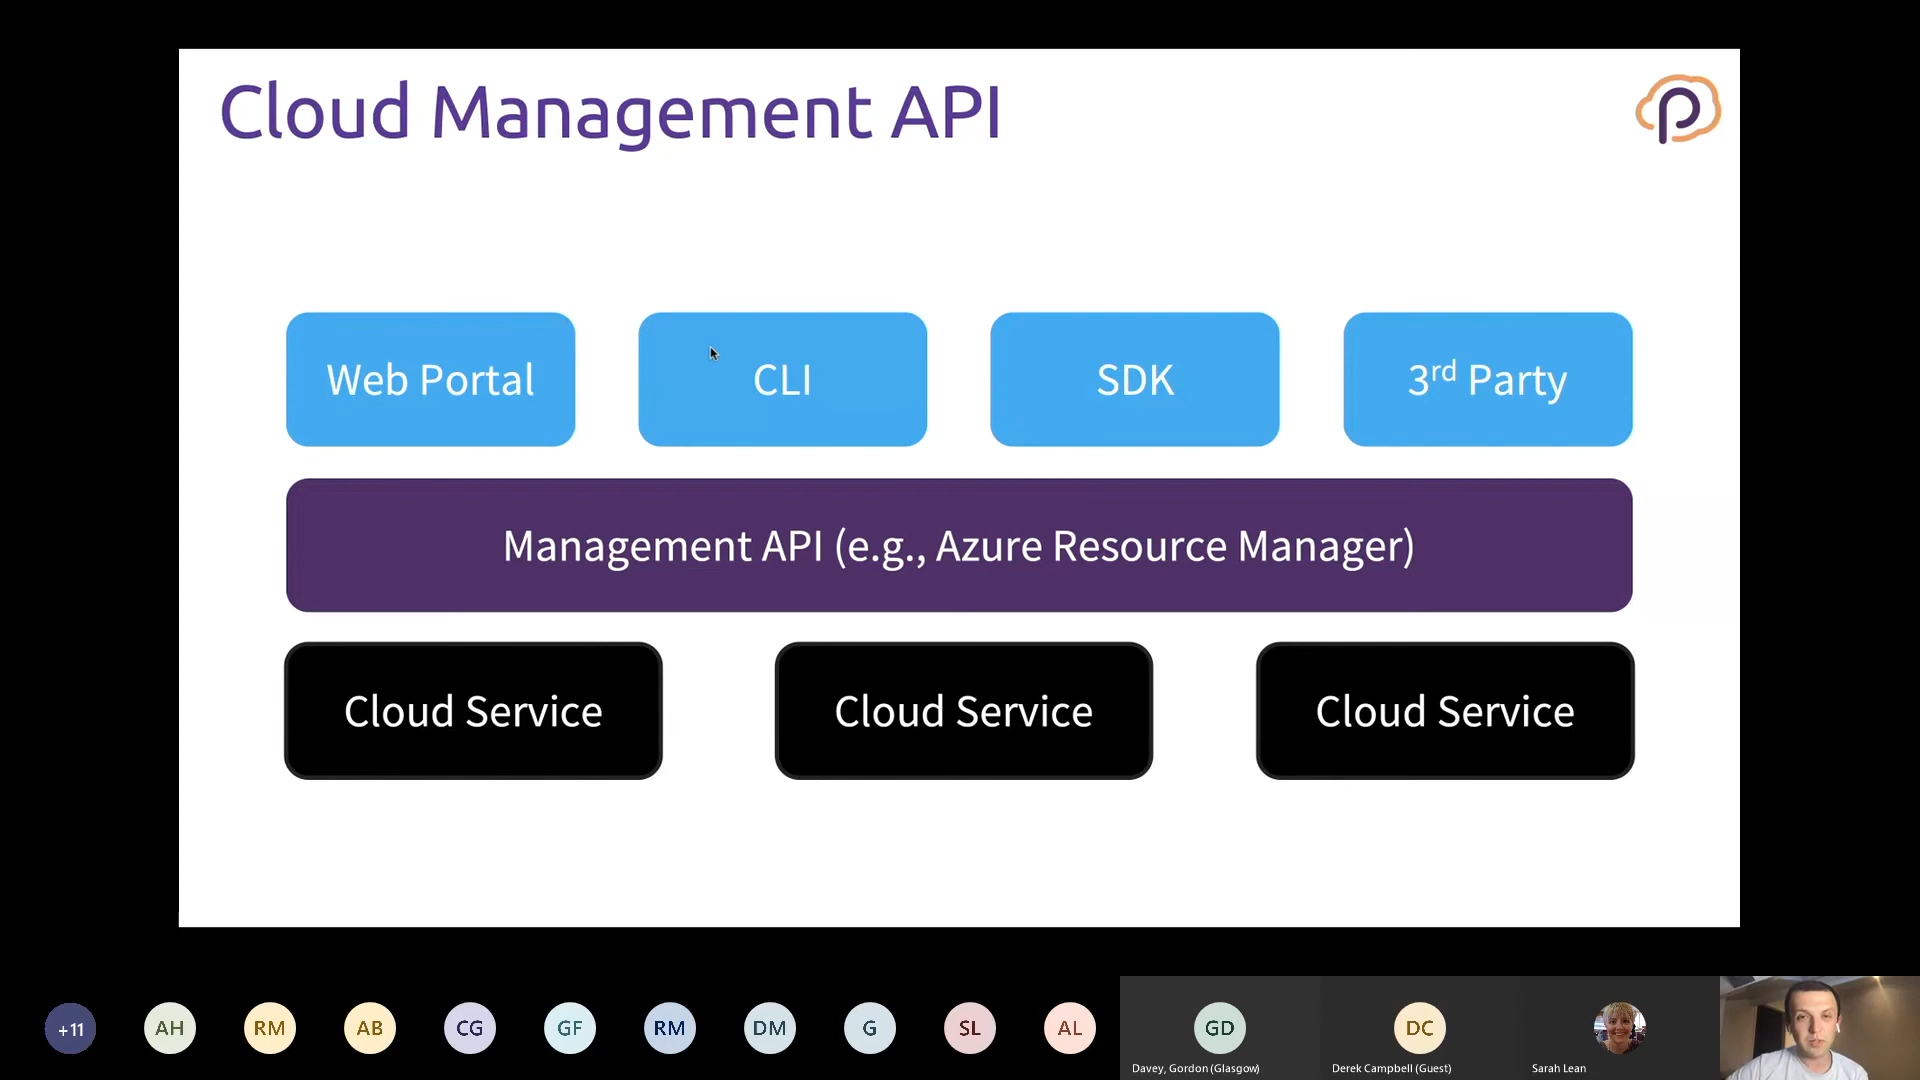 Cloud Management API
Web Portal
CLI
SDK
3rd Party
Management API (e.g., Azure Resource Manager)
Cloud Service
Cloud Service
Cloud Service
+11
AH
RM
AB
CG
GF
RM
DM
G
SL
AL
GD
DC
Davey, Gordon (Glasgow)
Derek Campbell (Guest)
Sarah Lean